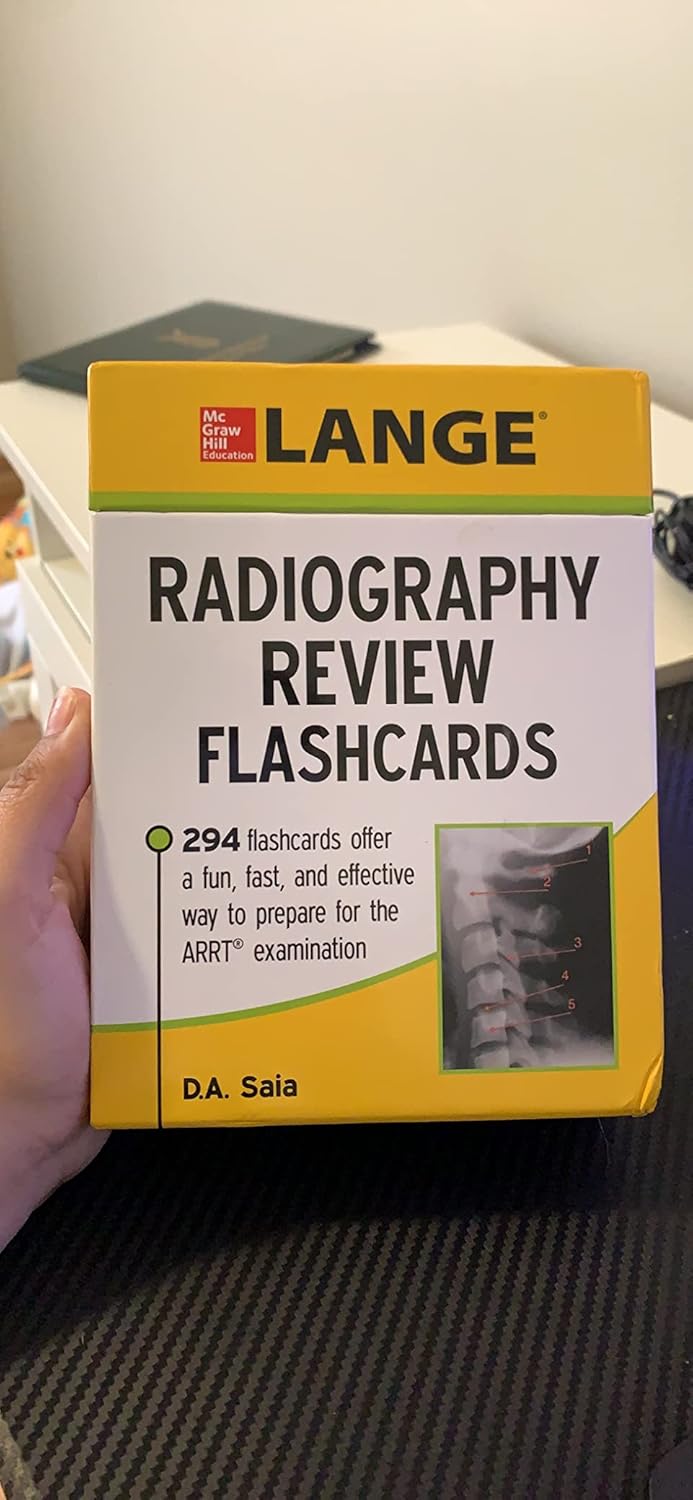 Mc
Graw
Hill
Education
LANGE®
RADIOGRAPHY
REVIEW
FLASHCARDS
294 flashcards offer
a fun, fast, and effective
way to prepare for the
ARRT® examination
1
2
3
4
5
D.A. Saia